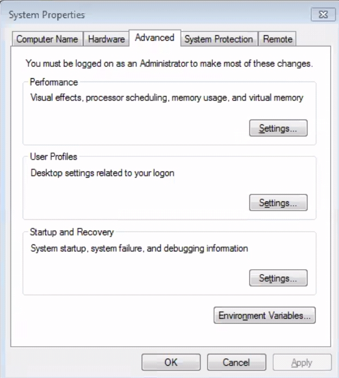 System Properties
Computer Name Hardware Advanced System Protection Remote
You must be logged on as an Administrator to make most of these changes.
Performance
Visual effects, processor scheduling, memory usage, and virtual memory
Settings...
User Profiles
Desktop settings related to your logon
Settings...
Startup and Recovery
System startup, system failure, and debugging information
Settings...
Environment Variables...
OK Cancel Apply